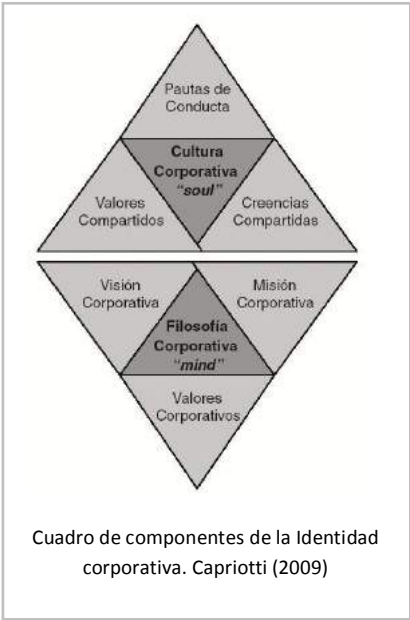 Pautas de
Conducta
Cultura
Corporativa
"soul"
Valores
Compartidos
Creencias
Compartidas
Visión
Corporativa
Misión
Corporativa
Filosofía
Corporativa
"mind"
Valores
Corporativos
Cuadro de componentes de la Identidad
corporativa. Capriotti (2009)